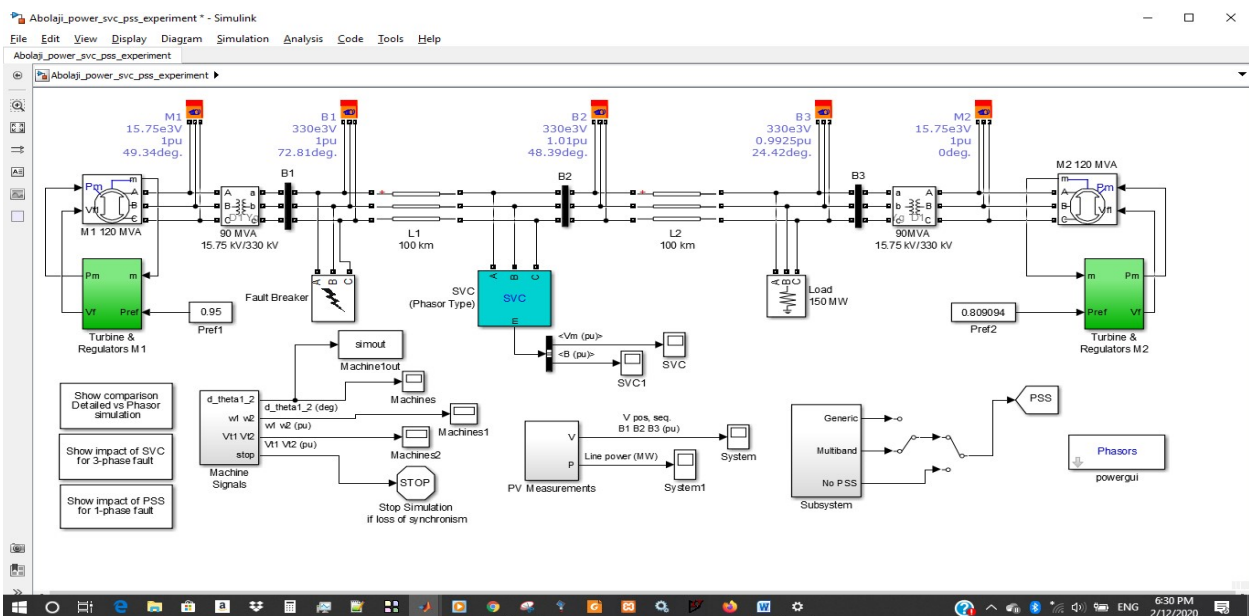 Abolaji_power_svc_pss_experiment * - Simulink
File Edit View Display Diagram Simulation Analysis Code Tools Help
Abolaji_power_svc_pss_experiment
Abolaji_power_svc_pss_experiment
M1
15.75e3V
1pu
49.34deg.
B1
330e3V
1pu
72.81deg.
B2
330e3V
1.01pu
48.39deg.
B3
330e3V
0.9925pu
24.42deg.
M2
15.75e3V
1pu
0deg.
Pm
Vf
m
A
B
C
M1 120 MVA
A
B
C
a
b
c
D1 Yg
90 MVA
15.75 kV/330 kV
B1
L1
100 km
B2
L2
100 km
B3
a
b
c
A
B
C
Yg D1
90MVA
15.75 kV/330 kV
M2 120 MVA
m
A
B
C
Pm
Vf
Pm
m
Vf
Pref
Turbine &
Regulators M1
0.95
Pref1
A
B
C
Fault Breaker
A
B
C
SVC
m
SVC
(Phasor Type)
<Vm (pu)>
<B (pu)>
SVC
SVC1
A
B
C
Load
150 MW
0.809094
Pref2
m
Pm
Pref
Vf
Turbine &
Regulators M2
simout
Machine1out
Show comparison
Detailed vs Phasor
simulation
Show impact of SVC
for 3-phase fault
Show impact of PSS
for 1-phase fault
d_theta1_2
w1 w2
Vt1 Vt2
stop
Machine
Signals
d_theta1_2 (deg)
w1 w2 (pu)
Vt1 Vt2 (pu)
Machines
Machines1
Machines2
STOP
Stop Simulation
if loss of synchronism
V
P
PV Measurements
V pos, seq.
B1 B2 B3 (pu)
Line power (MW)
System
System1
Generic
Multiband
No PSS
Subsystem
PSS
Phasors
powergui
ENG
6:30 PM
2/12/2020